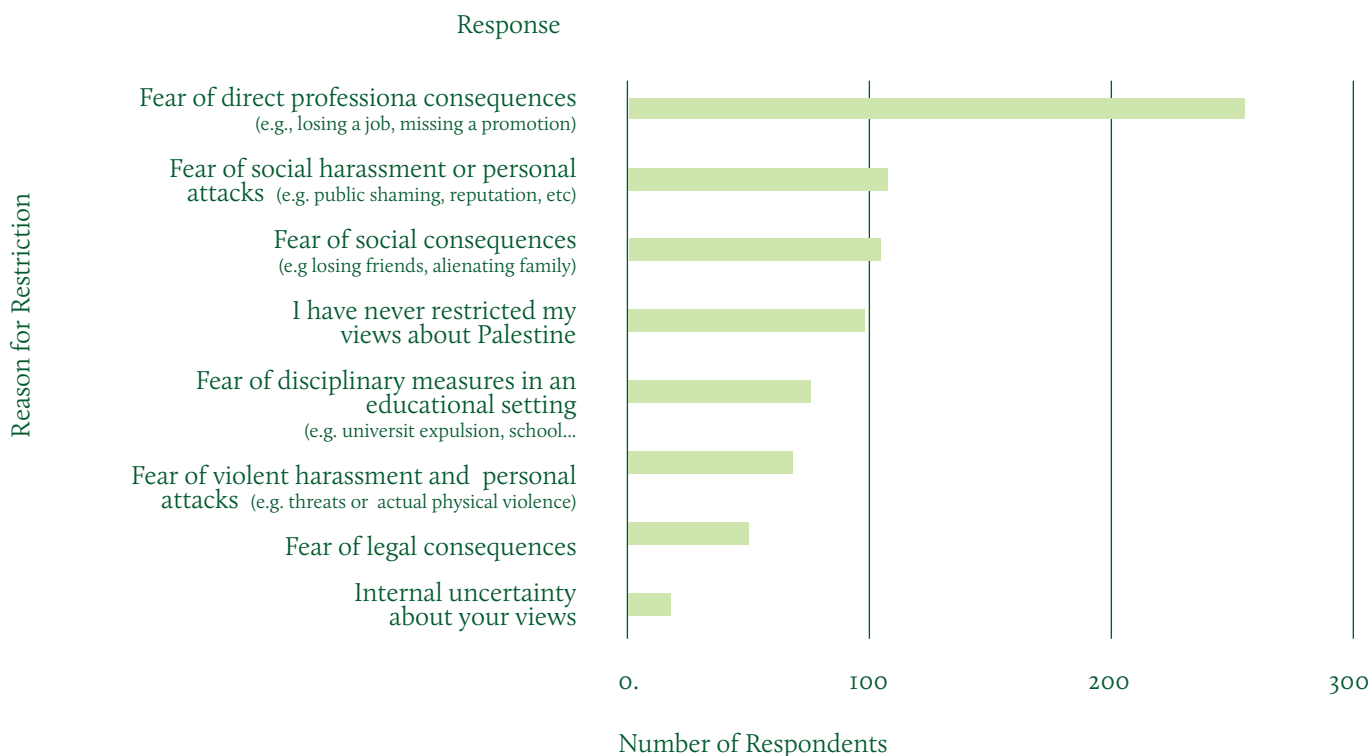 Response
Reason for Restriction
Fear of direct professiona consequences
(e.g., losing a job, missing a promotion)
Fear of social harassment or personal
attacks (e.g. public shaming, reputation, etc)
Fear of social consequences
(e.g losing friends, alienating family)
I have never restricted my
views about Palestine
Fear of disciplinary measures in an
educational setting
(e.g. universit expulsion, school...
Fear of violent harassment and personal
attacks (e.g. threats or actual physical violence)
Fear of legal consequences
Internal uncertainty
about your views
0. 100 200 300
Number of Respondents